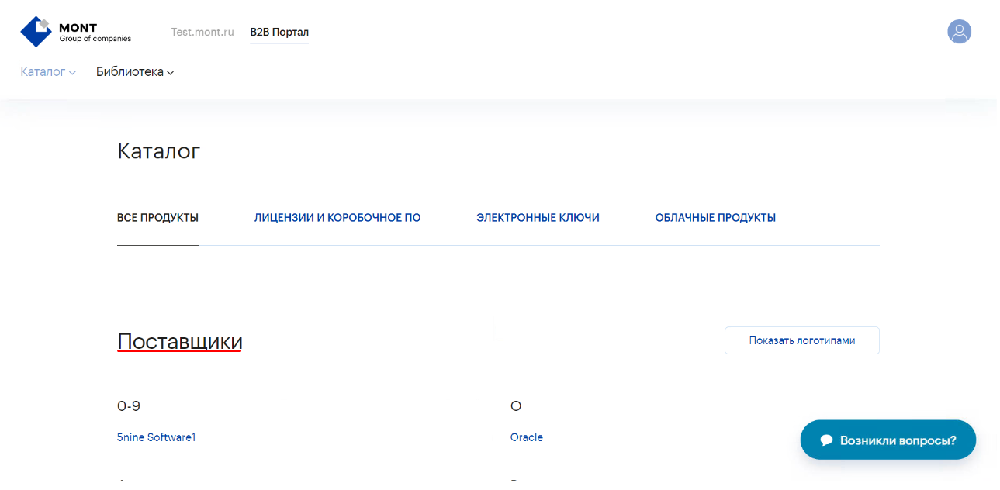 MONT
Group of companies
Test.mont.ru
B2B Портал
Каталог
Библиотека
Каталог
ВСЕ ПРОДУКТЫ
ЛИЦЕНЗИИ И КОРОБОЧНОЕ ПО
ЭЛЕКТРОННЫЕ КЛЮЧИ
ОБЛАЧНЫЕ ПРОДУКТЫ
Поставщики
Показать логотипами
0-9
5nine Software1
O
Oracle
Возникли вопросы?